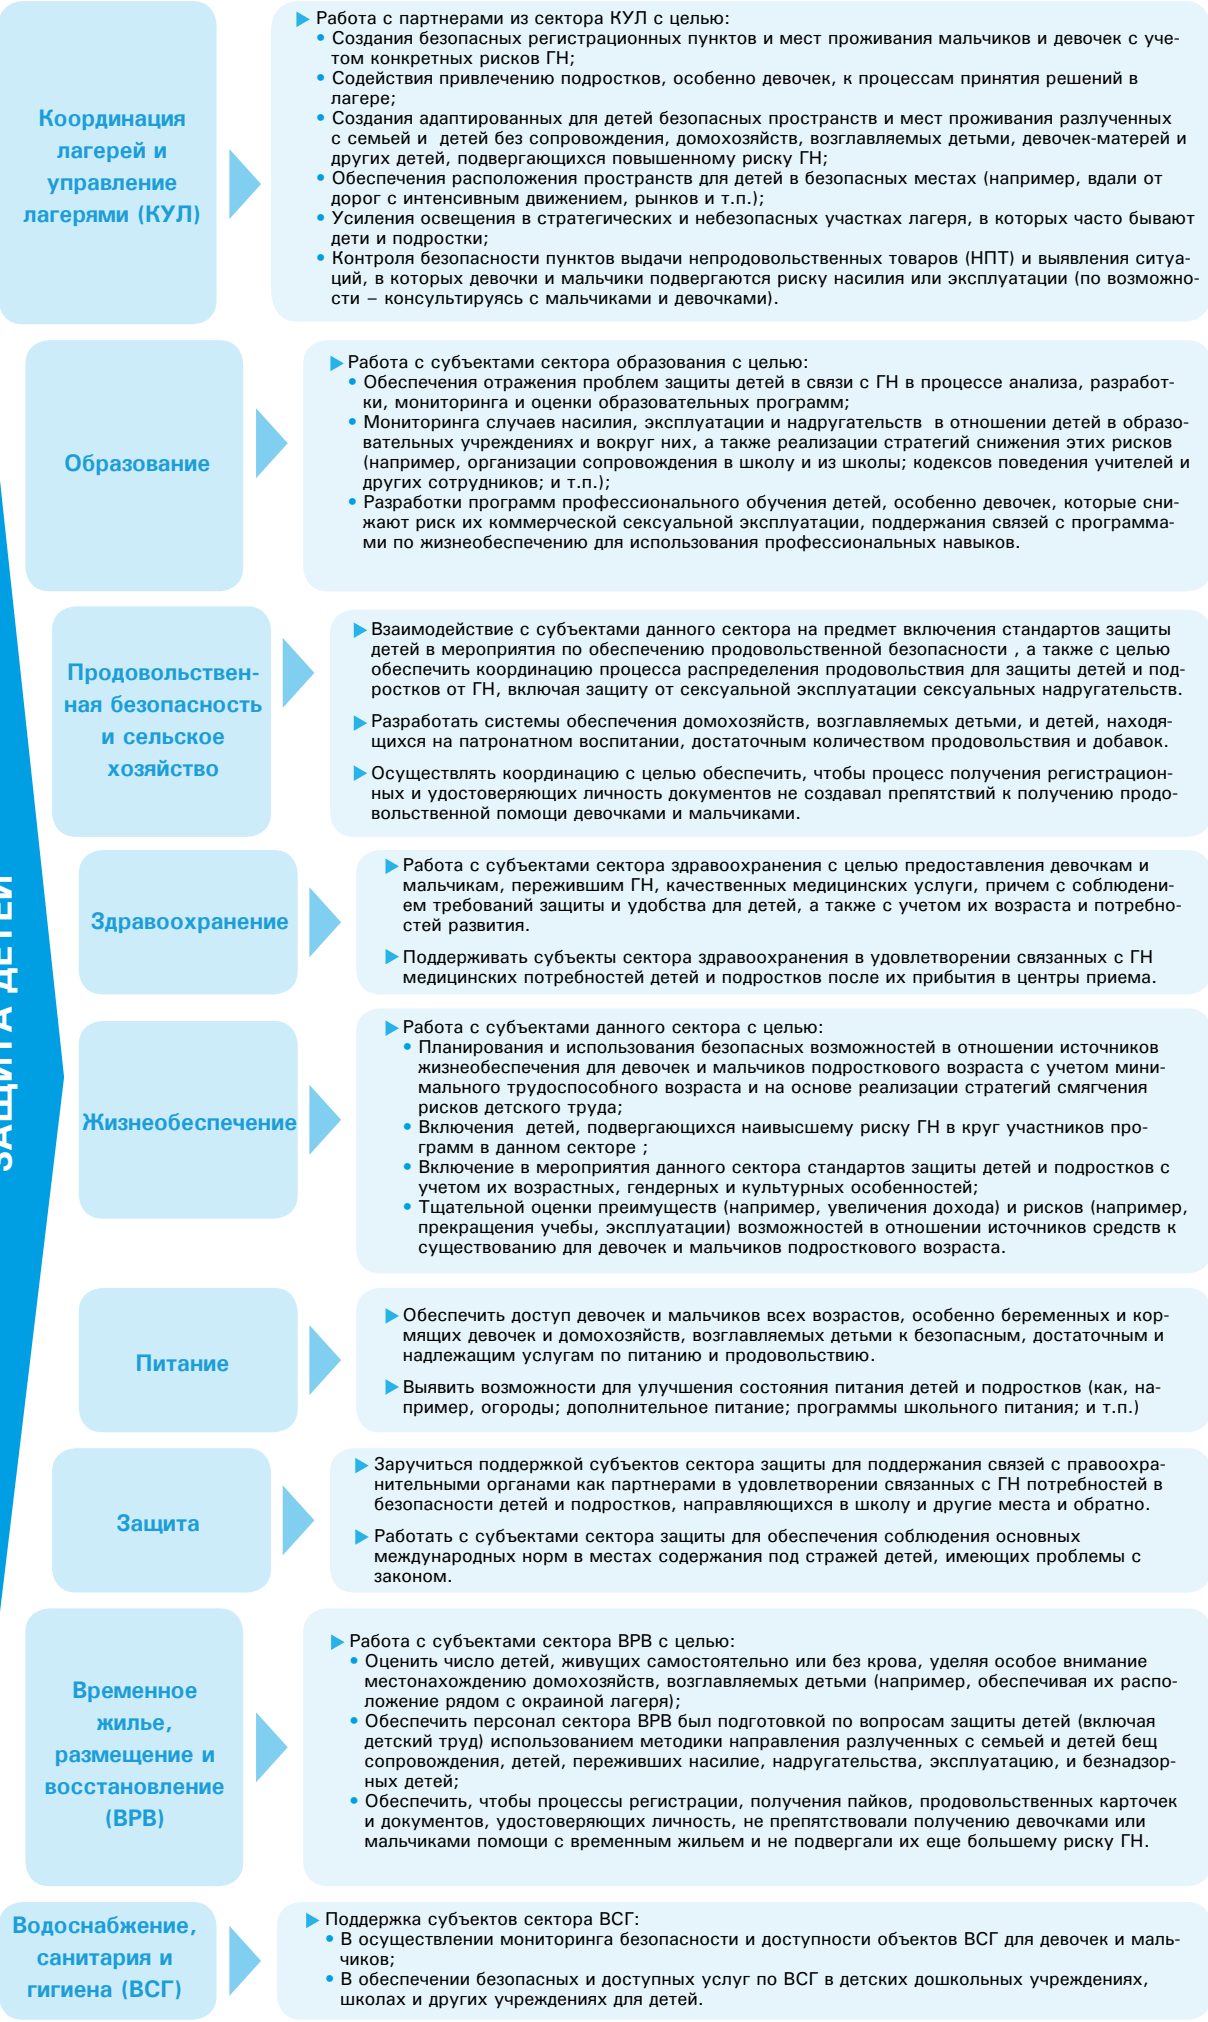 Координация
лагерей и
управление
лагерями (КУЛ)
Работа с партнерами из сектора КУЛ с целью:
• Создания безопасных регистрационных пунктов и мест проживания мальчиков и девочек с уче-
том конкретных рисков ГН;
• Содействия привлечению подростков, особенно девочек, к процессам принятия решений в
лагере;
• Создания адаптированных для детей безопасных пространств и мест проживания разлученных
с семьей и детей без сопровождения, домохозяйств, возглавляемых детьми, девочек-матерей и
других детей, подвергающихся повышенному риску ГН;
• Обеспечения расположения пространств для детей в безопасных местах (например, вдали от
дорог с интенсивным движением, рынков и т.п.);
• Усиления освещения в стратегических и небезопасных участках лагеря, в которых часто бывают
дети и подростки;
• Контроля безопасности пунктов выдачи непродовольственных товаров (НПТ) и выявления ситуа-
ций, в которых девочки и мальчики подвергаются риску насилия или эксплуатации (по возможно-
сти – консультируясь с мальчиками и девочками).
Образование
Работа с субъектами сектора образования с целью:
• Обеспечения отражения проблем защиты детей в связи с ГН в процессе анализа, разработ-
ки, мониторинга и оценки образовательных программ;
• Мониторинга случаев насилия, эксплуатации и надругательств в отношении детей в образо-
вательных учреждениях и вокруг них, а также реализации стратегий снижения этих рисков
(например, организации сопровождения в школу и из школы; кодексов поведения учителей и
других сотрудников; и т.п.);
• Разработки программ профессионального обучения детей, особенно девочек, которые сни-
жают риск их коммерческой сексуальной эксплуатации, поддержания связей с программа-
ми по жизнеобеспечению для использования профессиональных навыков.
Продовольствен-
ная безопасность
и сельское
хозяйство
Взаимодействие с субъектами данного сектора на предмет включения стандартов защиты
детей в мероприятия по обеспечению продовольственной безопасности , а также с целью
обеспечить координацию процесса распределения продовольствия для защиты детей и под-
ростков от ГН, включая защиту от сексуальной эксплуатации сексуальных надругательств.
Разработать системы обеспечения домохозяйств, возглавляемых детьми, и детей, находя-
щихся на патронатном воспитании, достаточным количеством продовольствия и добавок.
Осуществлять координацию с целью обеспечить, чтобы процесс получения регистрацион-
ных и удостоверяющих личность документов не создавал препятствий к получению продо-
вольственной помощи девочками и мальчиками.
ЗАЩИТА ДЕТЕЙ
Здравоохранение
Работа с субъектами сектора здравоохранения с целью предоставления девочкам и
мальчикам, пережившим ГН, качественных медицинских услуги, причем с соблюдени-
ем требований защиты и удобства для детей, а также с учетом их возраста и потребно-
стей развития.
Поддерживать субъекты сектора здравоохранения в удовлетворении связанных с ГН
медицинских потребностей детей и подростков после их прибытия в центры приема.
Жизнеобеспечение
Работа с субъектами данного сектора с целью:
• Планирования и использования безопасных возможностей в отношении источников
жизнеобеспечения для девочек и мальчиков подросткового возраста с учетом мини-
мального трудоспособного возраста и на основе реализации стратегий смягчения
рисков детского труда;
• Включения детей, подвергающихся наивысшему риску ГН в круг участников про-
грамм в данном секторе ;
• Включение в мероприятия данного сектора стандартов защиты детей и подростков с
учетом их возрастных, гендерных и культурных особенностей;
• Тщательной оценки преимуществ (например, увеличения дохода) и рисков (например,
прекращения учебы, эксплуатации) возможностей в отношении источников средств к
существованию для девочек и мальчиков подросткового возраста.
Питание
Обеспечить доступ девочек и мальчиков всех возрастов, особенно беременных и кор-
мящих девочек и домохозяйств, возглавляемых детьми к безопасным, достаточным и
надлежащим услугам по питанию и продовольствию.
Выявить возможности для улучшения состояния питания детей и подростков (как, на-
пример, огороды; дополнительное питание; программы школьного питания; и т.п.)
Защита
Заручиться поддержкой субъектов сектора защиты для поддержания связей с правоохра-
нительными органами как партнерами в удовлетворении связанных с ГН потребностей в
безопасности детей и подростков, направляющихся в школу и другие места и обратно.
Работать с субъектами сектора защиты для обеспечения соблюдения основных
международных норм в местах содержания под стражей детей, имеющих проблемы с
законом.
Временное
жилье,
размещение и
восстановление
(ВРВ)
Работа с субъектами сектора ВРВ с целью:
• Оценить число детей, живущих самостоятельно или без крова, уделяя особое внимание
местонахождению домохозяйств, возглавляемых детьми (например, обеспечивая их распо-
ложение рядом с окраиной лагеря);
• Обеспечить персонал сектора ВРВ был подготовкой по вопросам защиты детей (включая
детский труд) использованием методики направления разлученных с семьей и детей бещ
сопровождения, детей, переживших насилие, надругательства, эксплуатацию, и безнадзор-
ных детей;
• Обеспечить, чтобы процессы регистрации, получения пайков, продовольственных карточек
и документов, удостоверяющих личность, не препятствовали получению девочками или
мальчиками помощи с временным жильем и не подвергали их еще большему риску ГН.
Водоснабжение,
санитария и
гигиена (ВСГ)
Поддержка субъектов сектора ВСГ:
• В осуществлении мониторинга безопасности и доступности объектов ВСГ для девочек и маль-
чиков;
• В обеспечении безопасных и доступных услуг по ВСГ в детских дошкольных учреждениях,
школах и других учреждениях для детей.